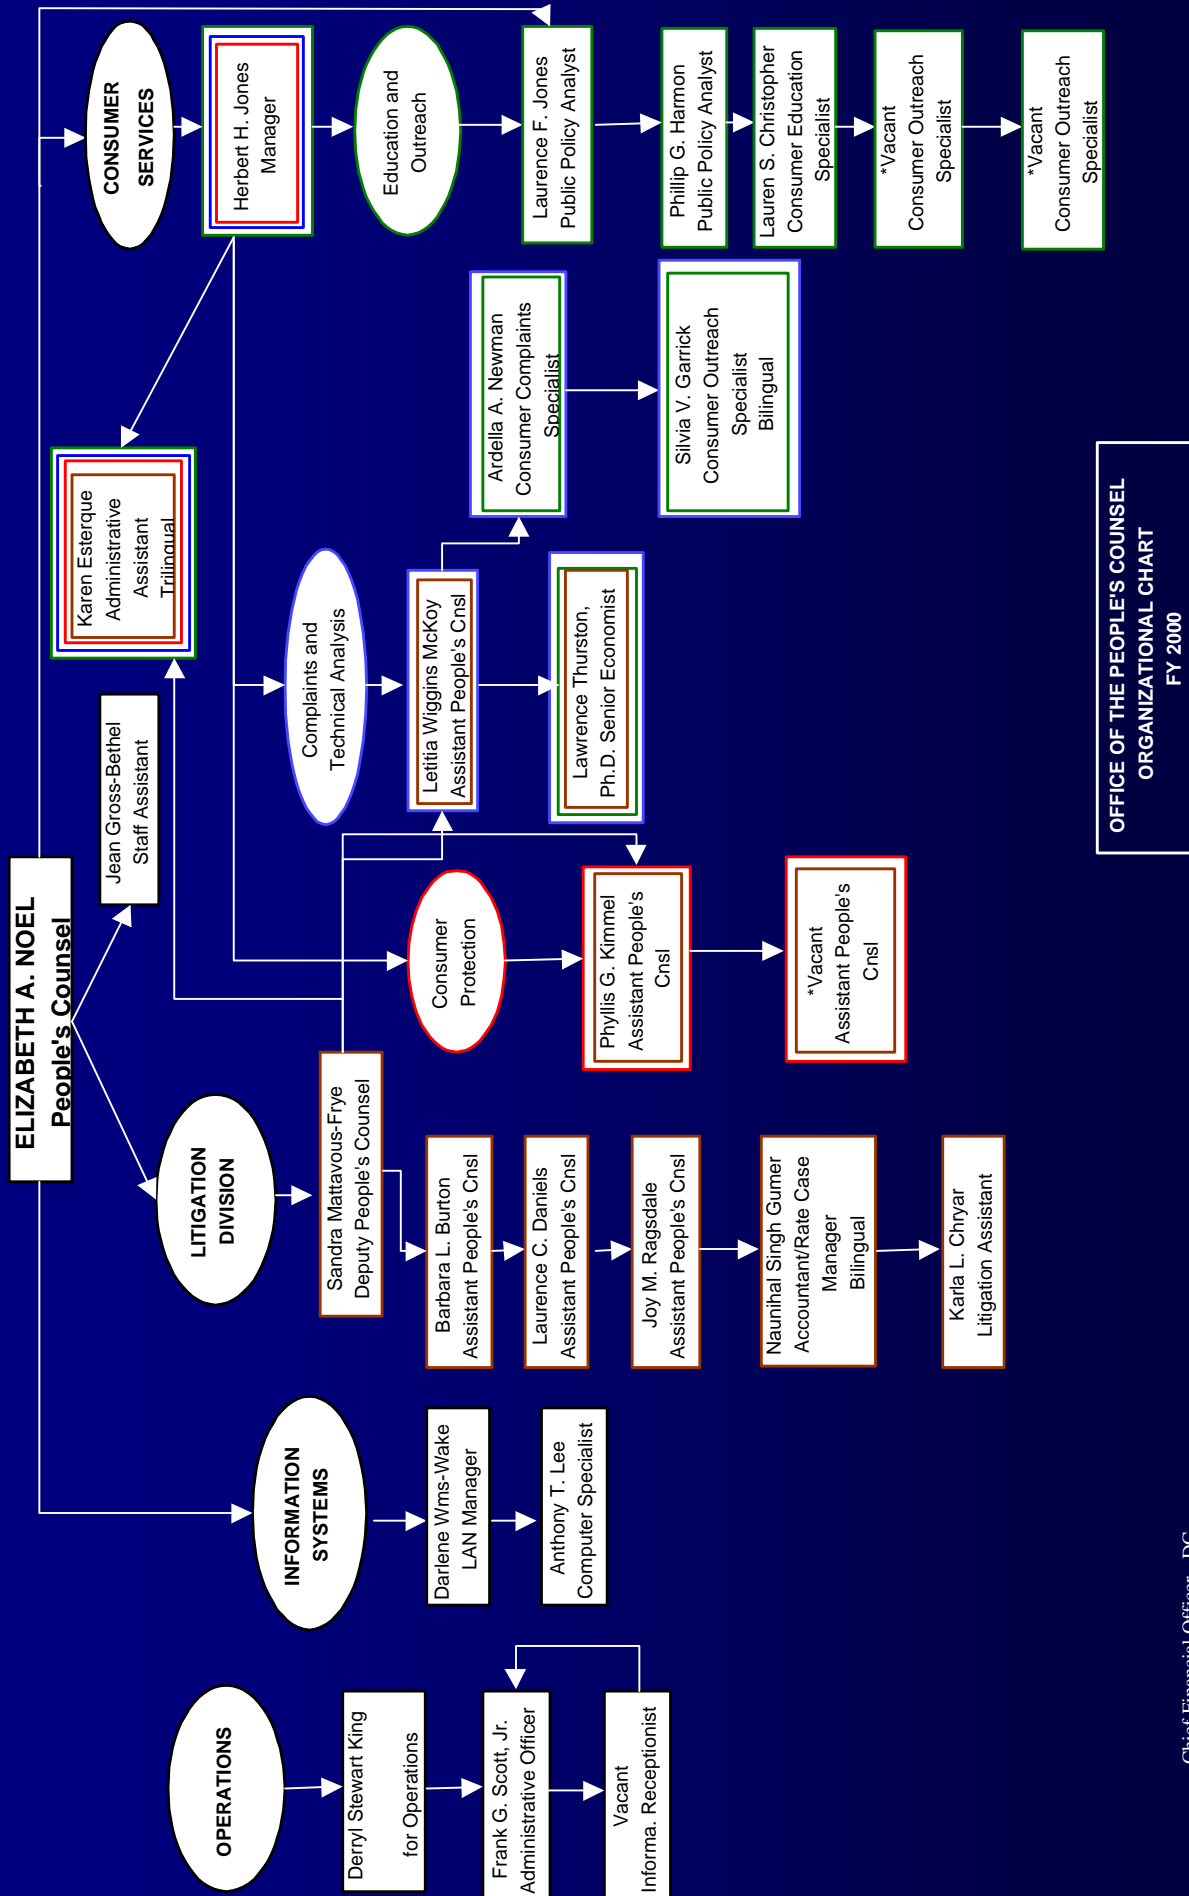 ELIZABETH A. NOEL
People's Counsel
Jean Gross-Bethel
Staff Assistant
Karen Esterque
Administrative
Assistant
Trilingual
OPERATIONS
Derryl Stewart King
for Operations
Frank G. Scott, Jr.
Administrative Officer
Vacant
Informa. Receptionist
INFORMATION
SYSTEMS
Darlene Wms-Wake
LAN Manager
Anthony T. Lee
Computer Specialist
LITIGATION
DIVISION
Sandra Mattavous-Frye
Deputy People's Counsel
Barbara L. Burton
Assistant People's Cnsl
Laurence C. Daniels
Assistant People's Cnsl
Joy M. Ragsdale
Assistant People's Cnsl
Naunihal Singh Gumer
Accountant/Rate Case
Manager
Bilingual
Karla L. Chryar
Litigation Assistant
Consumer
Protection
Phyllis G. Kimmel
Assistant People's
Cnsl
*Vacant
Assistant People's
Cnsl
Complaints and
Technical Analysis
Letitia Wiggins McKoy
Assistant People's Cnsl
Lawrence Thurston,
Ph.D. Senior Economist
Ardella A. Newman
Consumer Complaints
Specialist
Silvia V. Garrick
Consumer Outreach
Specialist
Bilingual
CONSUMER
SERVICES
Herbert H. Jones
Manager
Education and
Outreach
Laurence F. Jones
Public Policy Analyst
Phillip G. Harmon
Public Policy Analyst
Lauren S. Christopher
Consumer Education
Specialist
*Vacant
Consumer Outreach
Specialist
*Vacant
Consumer Outreach
Specialist
OFFICE OF THE PEOPLE'S COUNSEL
ORGANIZATIONAL CHART
FY 2000
Chief Financial Officer, DC